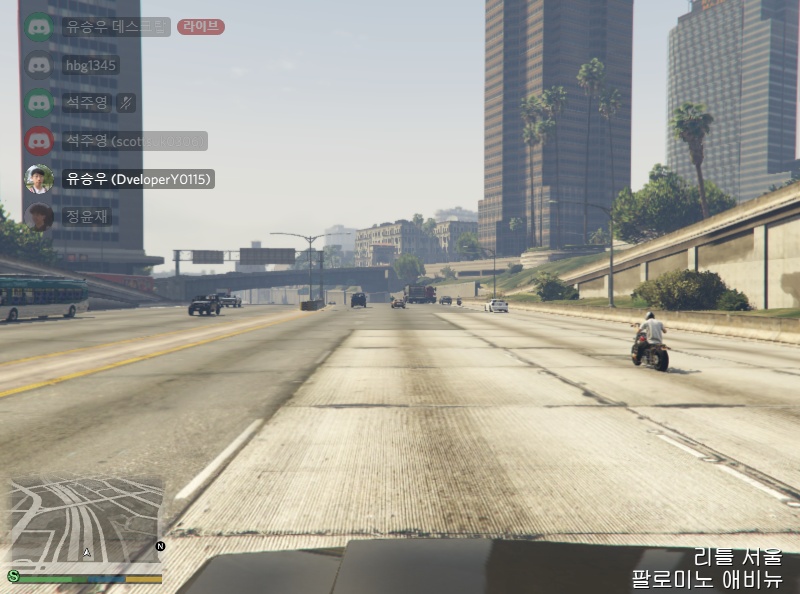 유승우 데스크탑 라이브
hbg1345
석주영
석주영
유승우 (DveloperY0115)
정윤재
N
S
리틀 서울
팔로미노 애비뉴